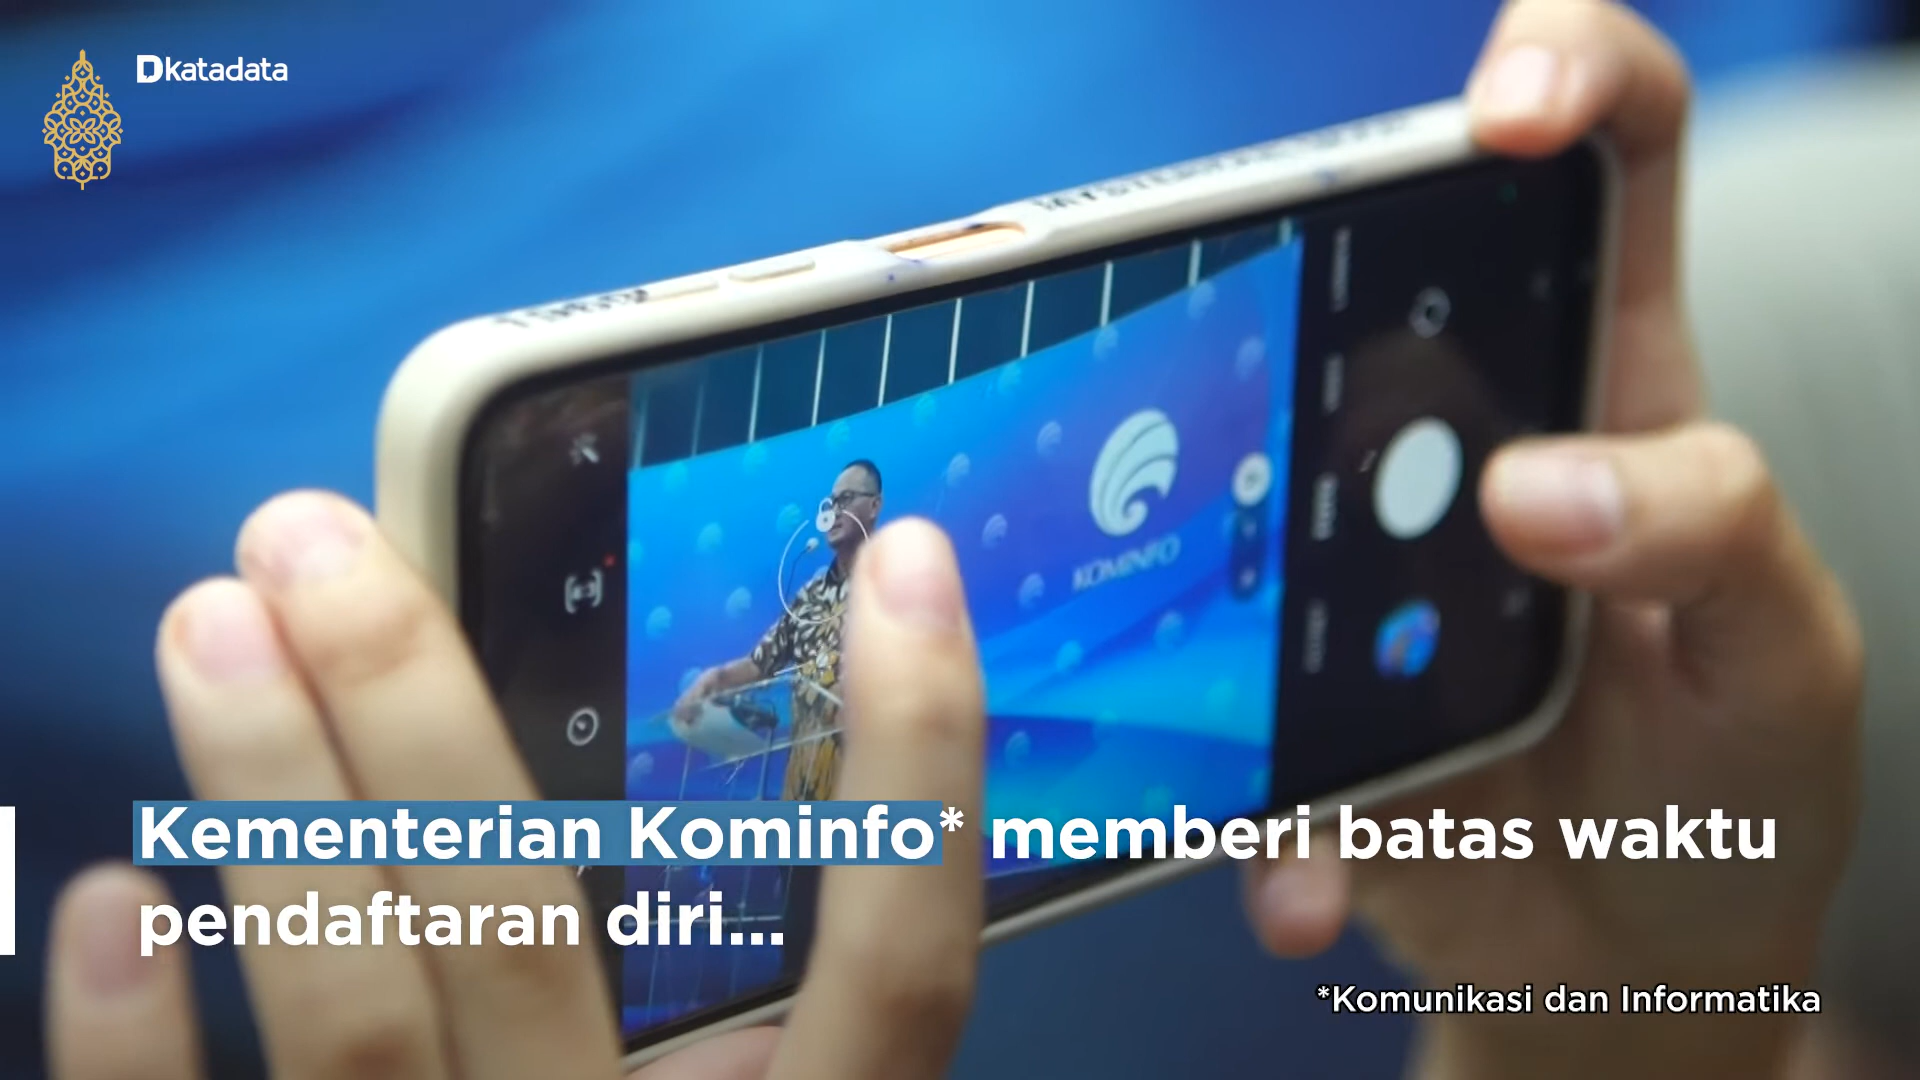 Dkatadata
KOMINFO
Kementerian Kominfo* memberi batas waktu
pendaftaran diri...
*Komunikasi dan Informatika